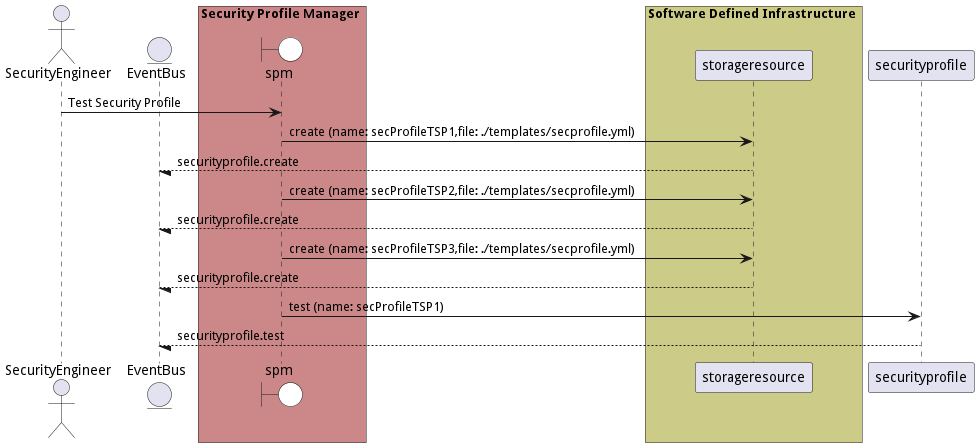 Security Profile Manager
Software Defined Infrastructure
SecurityEngineer
EventBus
spm
storageresource
securityprofile
Test Security Profile
create (name: secProfileTSP1,file: ./templates/secprofile.yml)
securityprofile.create
create (name: secProfileTSP2,file: ./templates/secprofile.yml)
securityprofile.create
create (name: secProfileTSP3,file: ./templates/secprofile.yml)
securityprofile.create
test (name: secProfileTSP1)
securityprofile.test
SecurityEngineer
EventBus
spm
storageresource
securityprofile